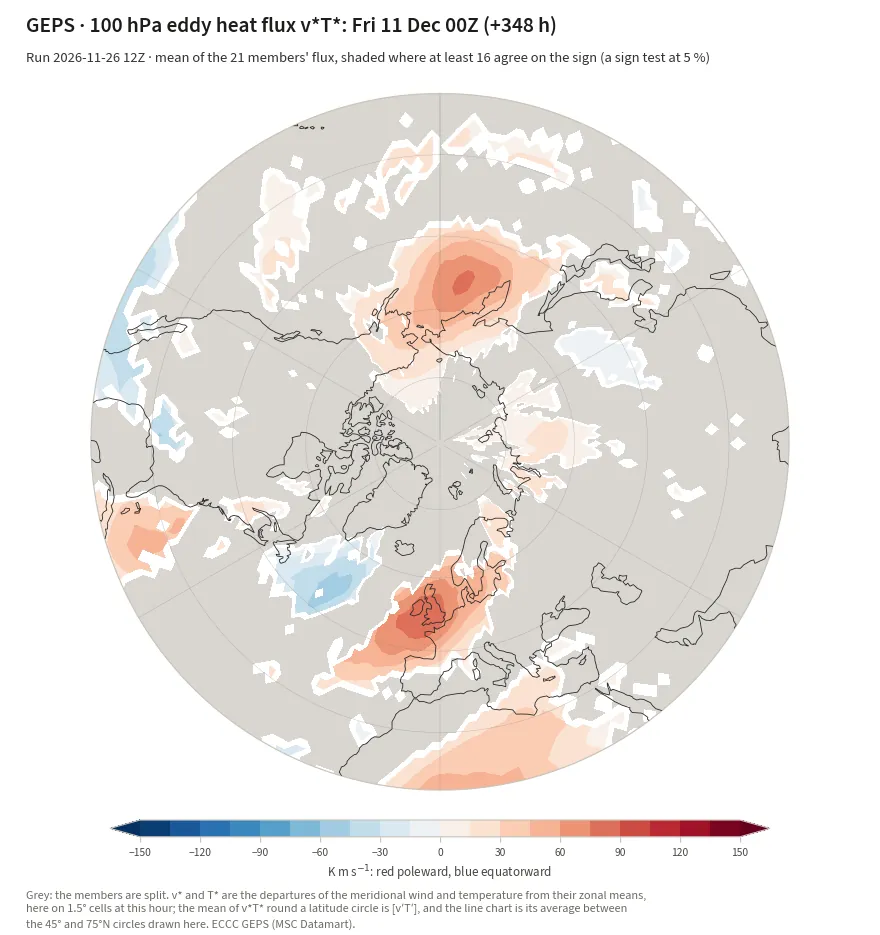 GEPS · 100 hPa eddy heat flux v*T*: Fri 11 Dec 00Z (+348 h)
Run 2026-11-26 12Z · mean of the 21 members' flux, shaded where at least 16 agree on the sign (a sign test at 5 %)
−150 −120 −90 −60 −30 0 30 60 90 120 150
K m s⁻¹: red poleward, blue equatorward
Grey: the members are split. v* and T* are the departures of the meridional wind and temperature from their zonal means,
here on 1.5° cells at this hour; the mean of v*T* round a latitude circle is [v'T'], and the line chart is its average between
the 45° and 75°N circles drawn here. ECCC GEPS (MSC Datamart).